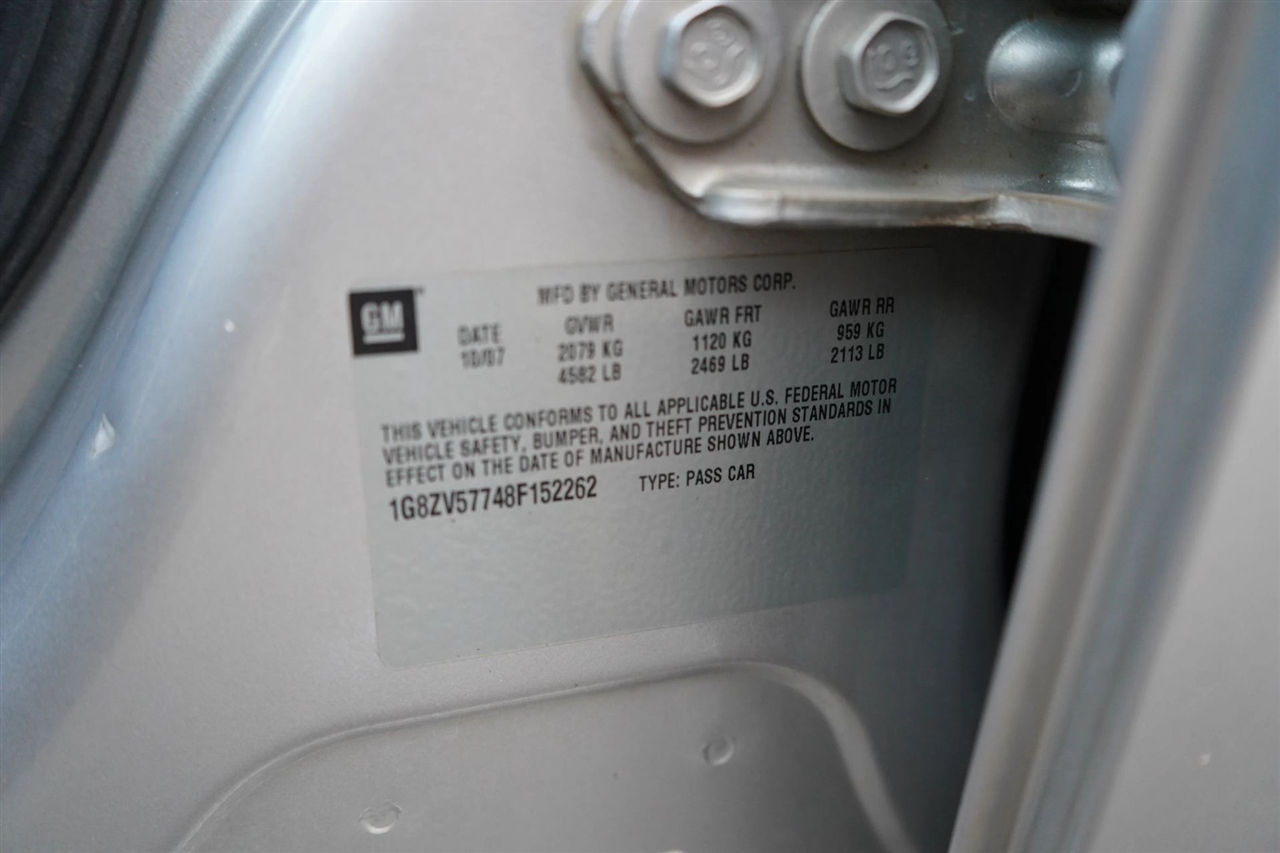 GM
MFD BY GENERAL MOTORS CORP.
DATE GVWR GAWR FRT GAWR RR
10/07 2079 KG 1120 KG 959 KG
4582 LB 2469 LB 2113 LB
THIS VEHICLE CONFORMS TO ALL APPLICABLE U.S. FEDERAL MOTOR
VEHICLE SAFETY, BUMPER, AND THEFT PREVENTION STANDARDS IN
EFFECT ON THE DATE OF MANUFACTURE SHOWN ABOVE.
1G8ZV57748F152262 TYPE: PASS CAR